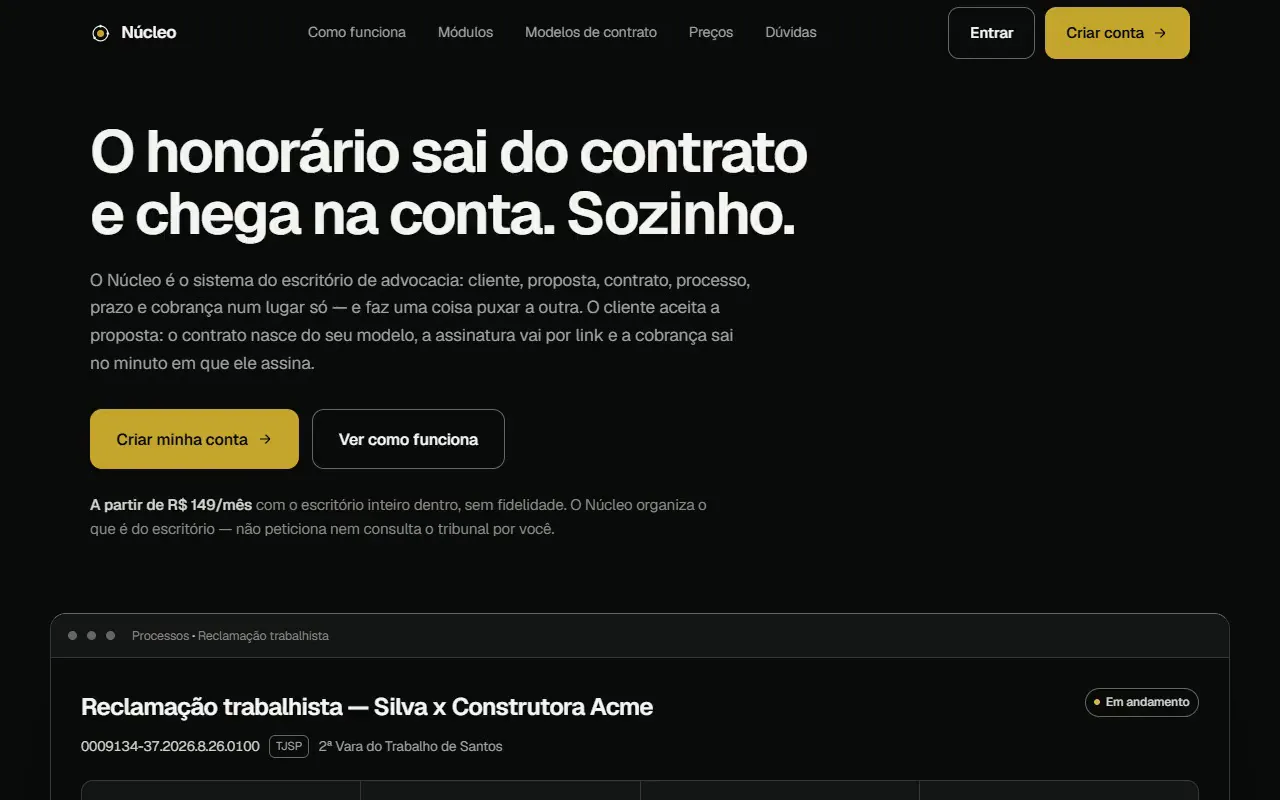 Núcleo
Como funciona
Módulos
Modelos de contrato
Preços
Dúvidas
Entrar
Criar conta →
O honorário sai do contrato
e chega na conta. Sozinho.
O Núcleo é o sistema do escritório de advocacia: cliente, proposta, contrato, processo,
prazo e cobrança num lugar só — e faz uma coisa puxar a outra. O cliente aceita a
proposta: o contrato nasce do seu modelo, a assinatura vai por link e a cobrança sai
no minuto em que ele assina.
Criar minha conta →
Ver como funciona
A partir de R$ 149/mês com o escritório inteiro dentro, sem fidelidade. O Núcleo organiza o
que é do escritório — não peticiona nem consulta o tribunal por você.
Processos · Reclamação trabalhista
Reclamação trabalhista — Silva x Construtora Acme
Em andamento
0009134-37.2026.8.26.0100 TJSP 2ª Vara do Trabalho de Santos